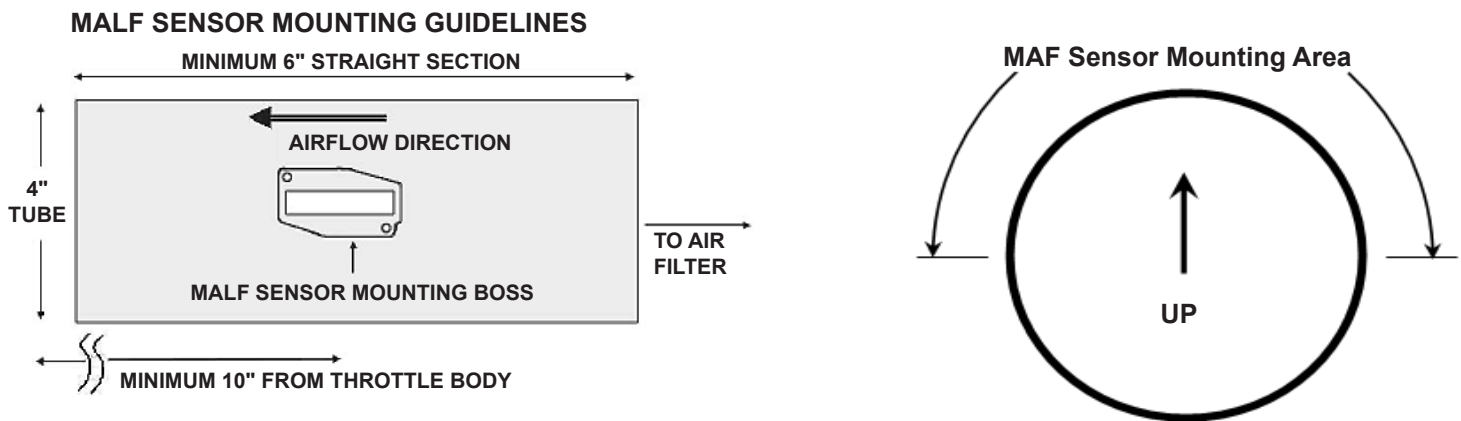 MALF SENSOR MOUNTING GUIDELINES
MINIMUM 6" STRAIGHT SECTION
AIRFLOW DIRECTION
4"
TUBE
TO AIR
FILTER
MALF SENSOR MOUNTING BOSS
MINIMUM 10" FROM THROTTLE BODY
MAF Sensor Mounting Area
UP